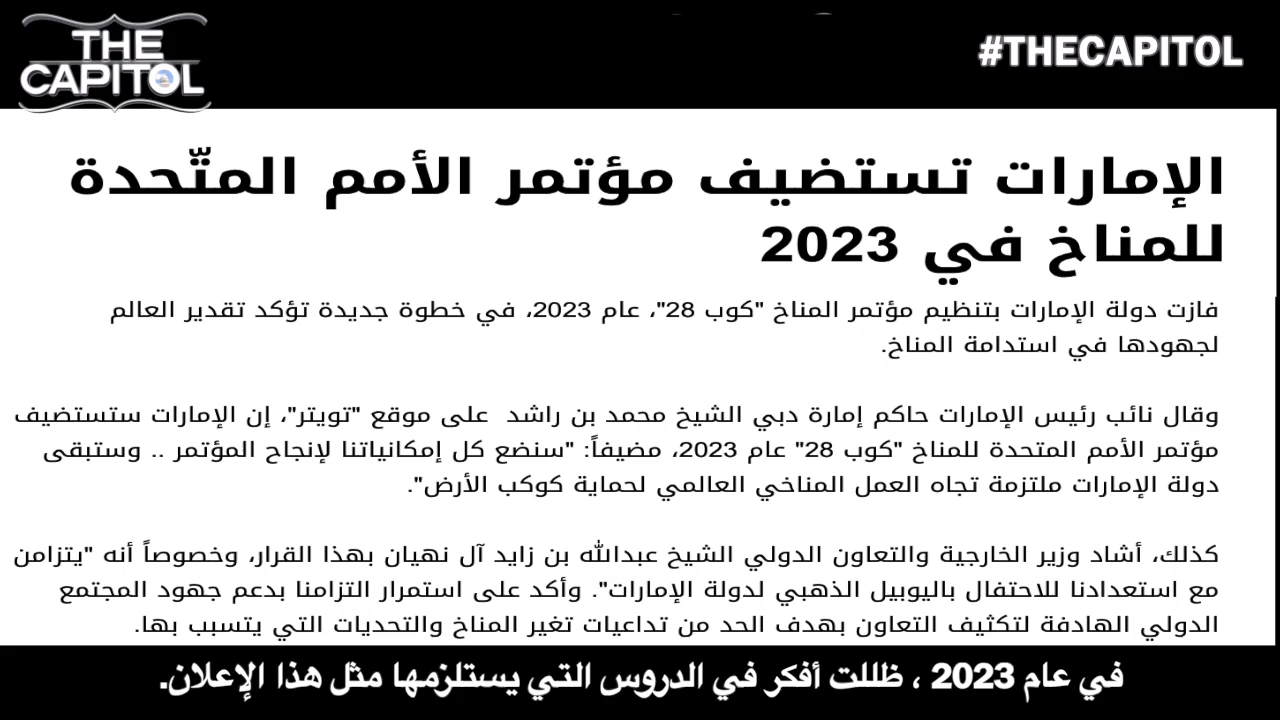 THE
CAPITOL
#THECAPITOL
الإمارات تستضيف مؤتمر الأمم المتّحدة
للمناخ في 2023
فازت دولة الإمارات بتنظيم مؤتمر المناخ "كوب 28"، عام 2023، في خطوة جديدة تؤكد تقدير العالم
لجهودها في استدامة المناخ.
وقال نائب رئيس الإمارات حاكم إمارة دبي الشيخ محمد بن راشد على موقع "تويتر"، إن الإمارات ستستضيف
مؤتمر الأمم المتحدة للمناخ "كوب 28" عام 2023، مضيفاً: "سنضع كل إمكانياتنا لإنجاح المؤتمر .. وستبقى
دولة الإمارات ملتزمة تجاه العمل المناخي العالمي لحماية كوكب الأرض".
كذلك، أشاد وزير الخارجية والتعاون الدولي الشيخ عبدالله بن زايد آل نهيان بهذا القرار، وخصوصاً أنه "يتزامن
مع استعدادنا للاحتفال باليوبيل الذهبي لدولة الإمارات". وأكد على استمرار التزامنا بدعم جهود المجتمع
الدولي الهادفة لتكثيف التعاون بهدف الحد من تداعيات تغير المناخ والتحديات التي يتسبب بها.
في عام 2023 ، ظللت أفكر في الدروس التي يستلزمها مثل هذا الإعلان.